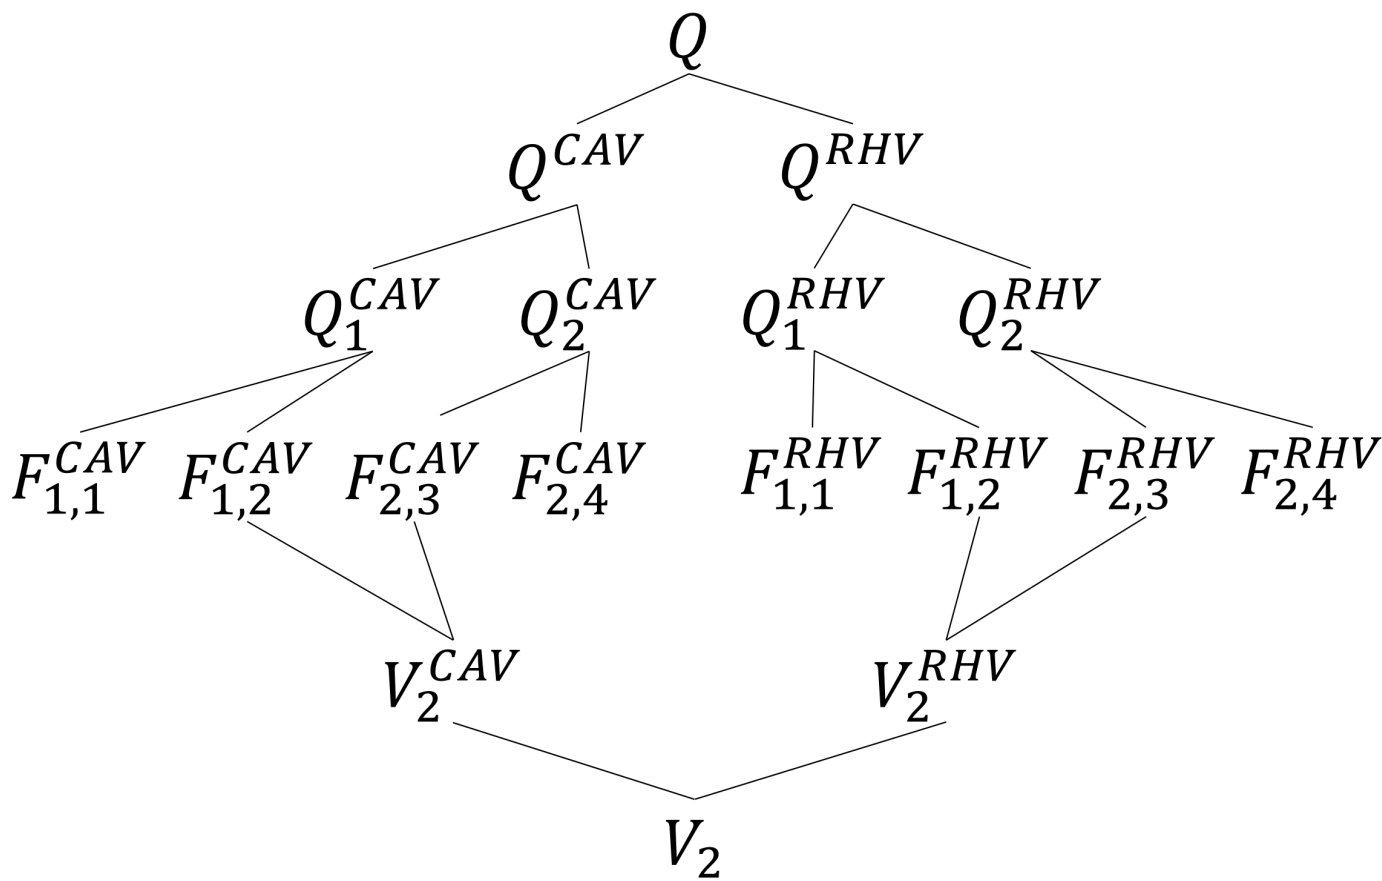 Q
Q^{CAV} Q^{RHV}
Q_1^{CAV} Q_2^{CAV} Q_1^{RHV} Q_2^{RHV}
F_{1,1}^{CAV} F_{1,2}^{CAV} F_{2,3}^{CAV} F_{2,4}^{CAV} F_{1,1}^{RHV} F_{1,2}^{RHV} F_{2,3}^{RHV} F_{2,4}^{RHV}
V_2^{CAV} V_2^{RHV}
V_2